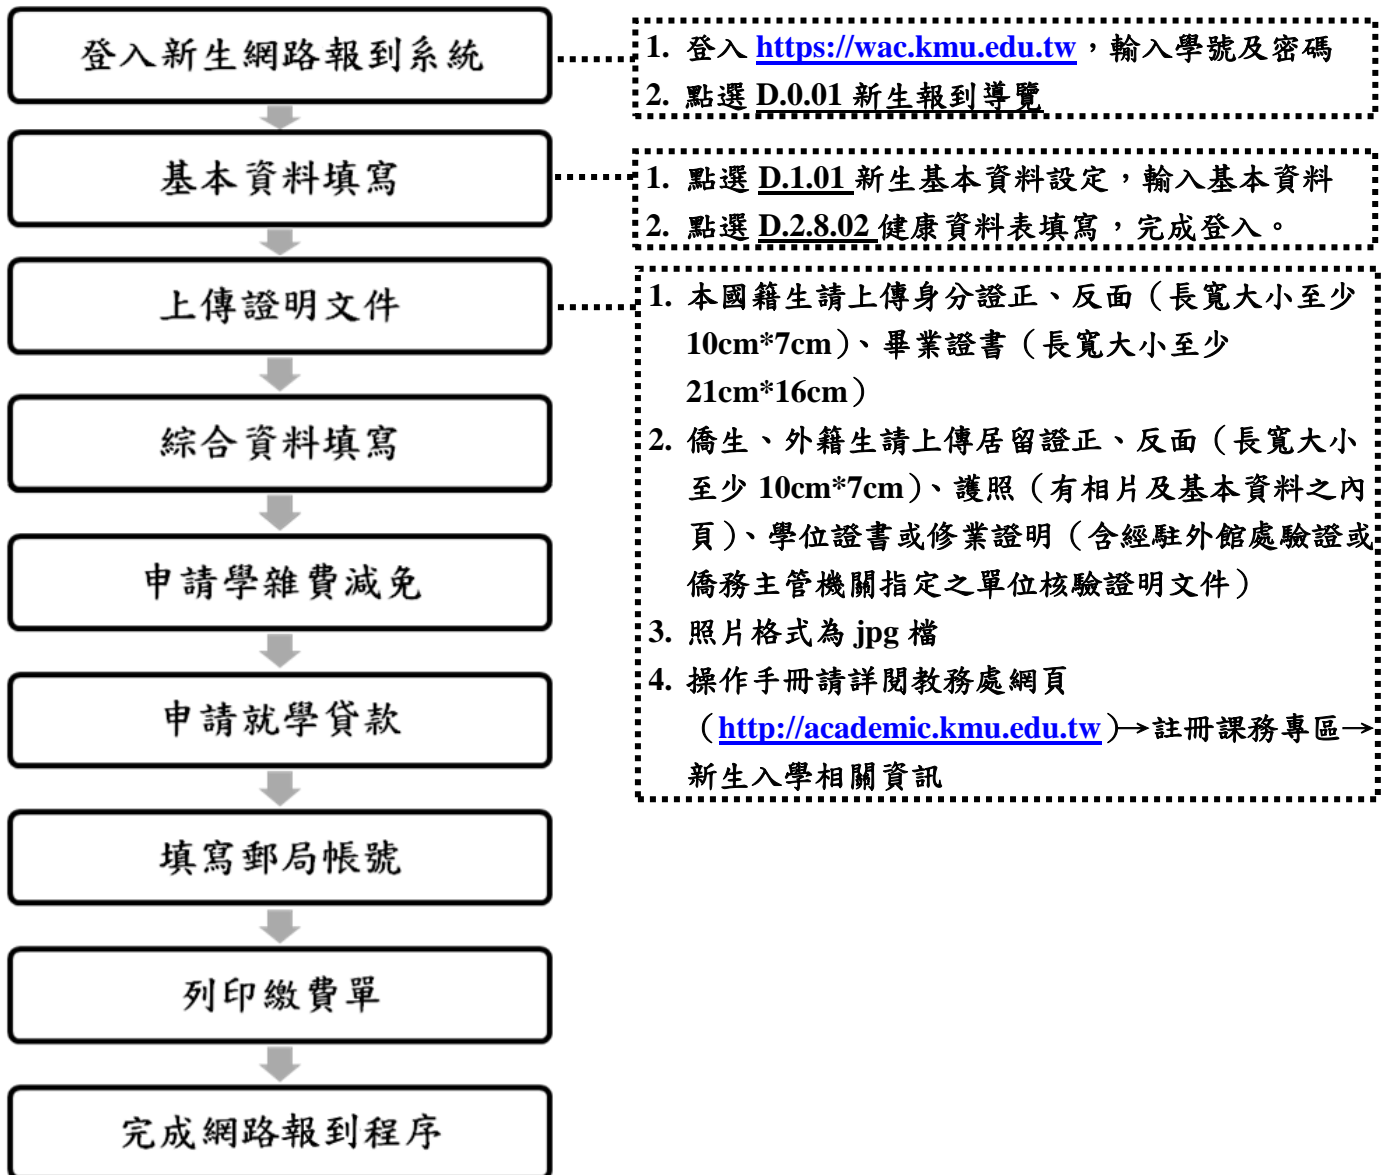 登入新生網路報到系統
1. 登入 https://wac.kmu.edu.tw，輸入學號及密碼
2. 點選 D.0.01 新生報到導覽
基本資料填寫
1. 點選 D.1.01 新生基本資料設定，輸入基本資料
2. 點選 D.2.8.02 健康資料表填寫，完成登入。
上傳證明文件
1. 本國籍生請上傳身分證正、反面（長寬大小至少
10cm*7cm）、畢業證書（長寬大小至少
21cm*16cm）
2. 僑生、外籍生請上傳居留證正、反面（長寬大小
至少 10cm*7cm）、護照（有相片及基本資料之內
頁）、學位證書或修業證明（含經駐外館處驗證或
僑務主管機關指定之單位核驗證明文件）
3. 照片格式為 jpg 檔
4. 操作手冊請詳閱教務處網頁
（http://academic.kmu.edu.tw）→註冊課務專區→
新生入學相關資訊
綜合資料填寫
申請學雜費減免
申請就學貸款
填寫郵局帳號
列印繳費單
完成網路報到程序